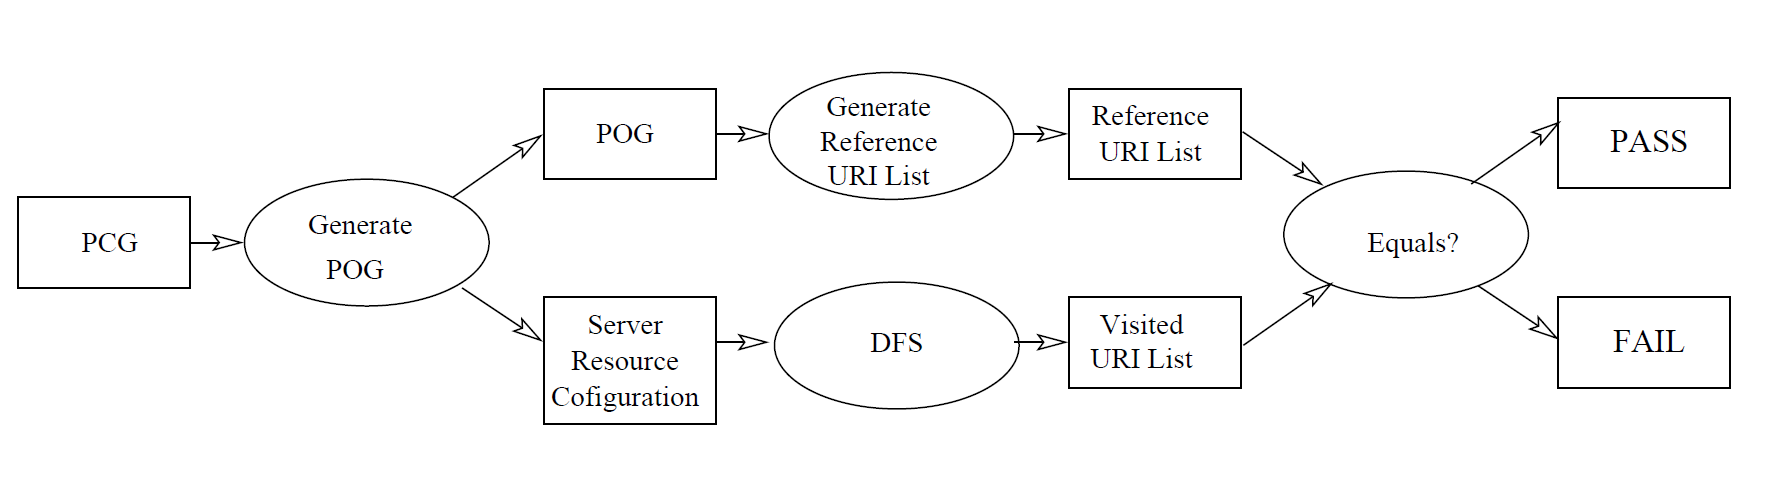 PCG
Generate
POG
POG
Generate
Reference
URI List
Reference
URI List
Server
Resource
Cofiguration
DFS
Visited
URI List
Equals?
PASS
FAIL